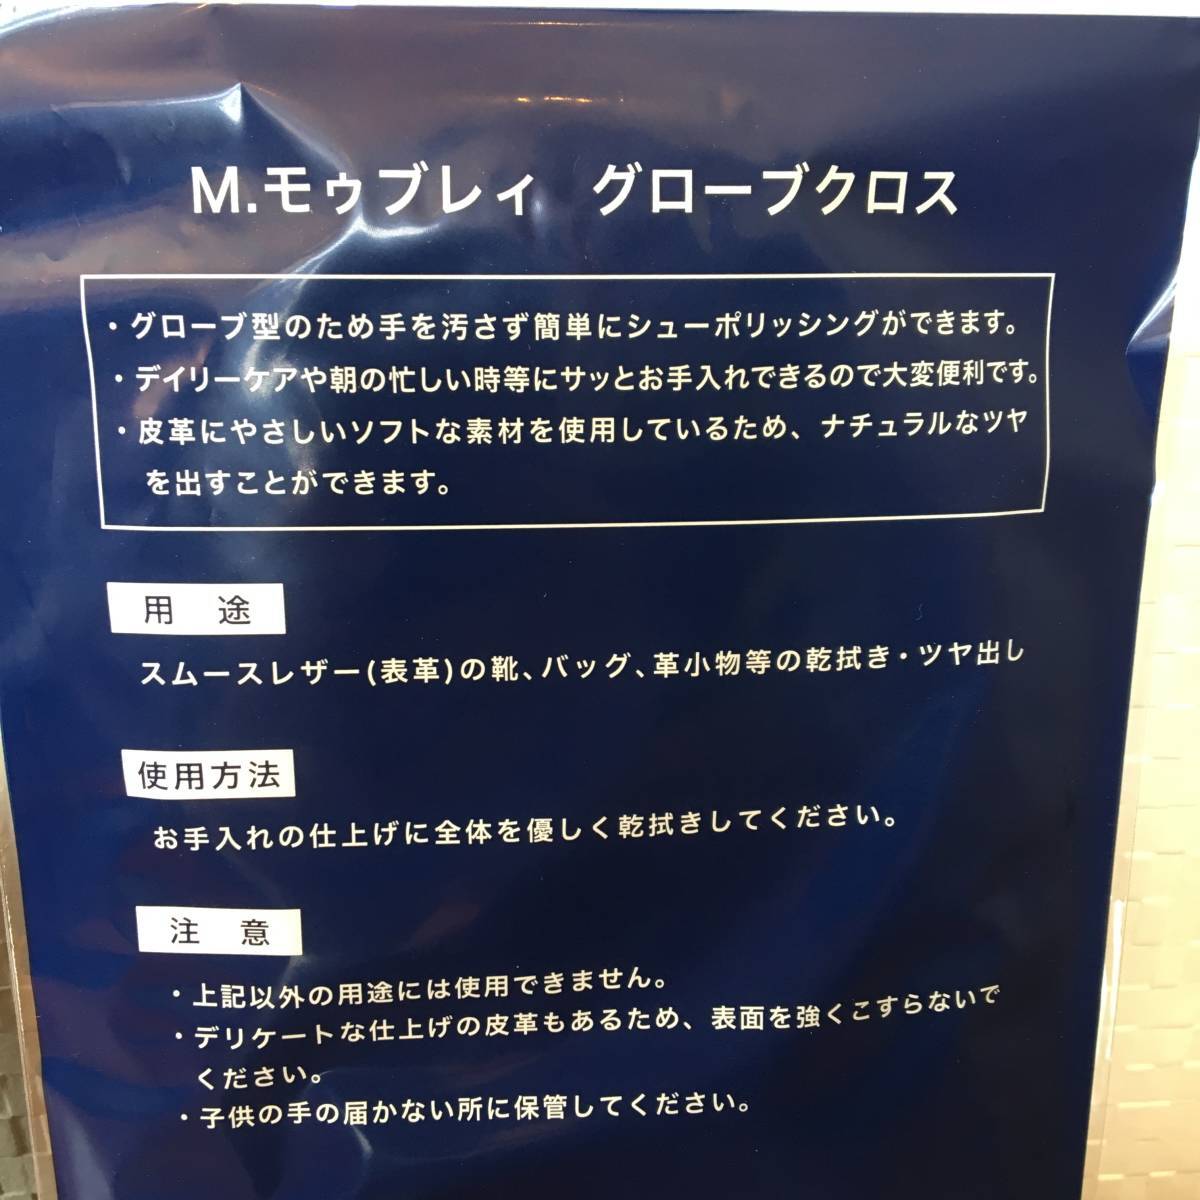 M.モゥブレィ グローブクロス
・グローブ型のため手を汚さず簡単にシューポリッシングができます。
・デイリーケアや朝の忙しい時等にサッとお手入れできるので大変便利です。
・皮革にやさしいソフトな素材を使用しているため、ナチュラルなツヤ
を出すことができます。
用 途
スムースレザー(表革)の靴、バッグ、革小物等の乾拭き・ツヤ出し
使用方法
お手入れの仕上げに全体を優しく乾拭きしてください。
注 意
・上記以外の用途には使用できません。
・デリケートな仕上げの皮革もあるため、表面を強くこすらないで
ください。
・子供の手の届かない所に保管してください。